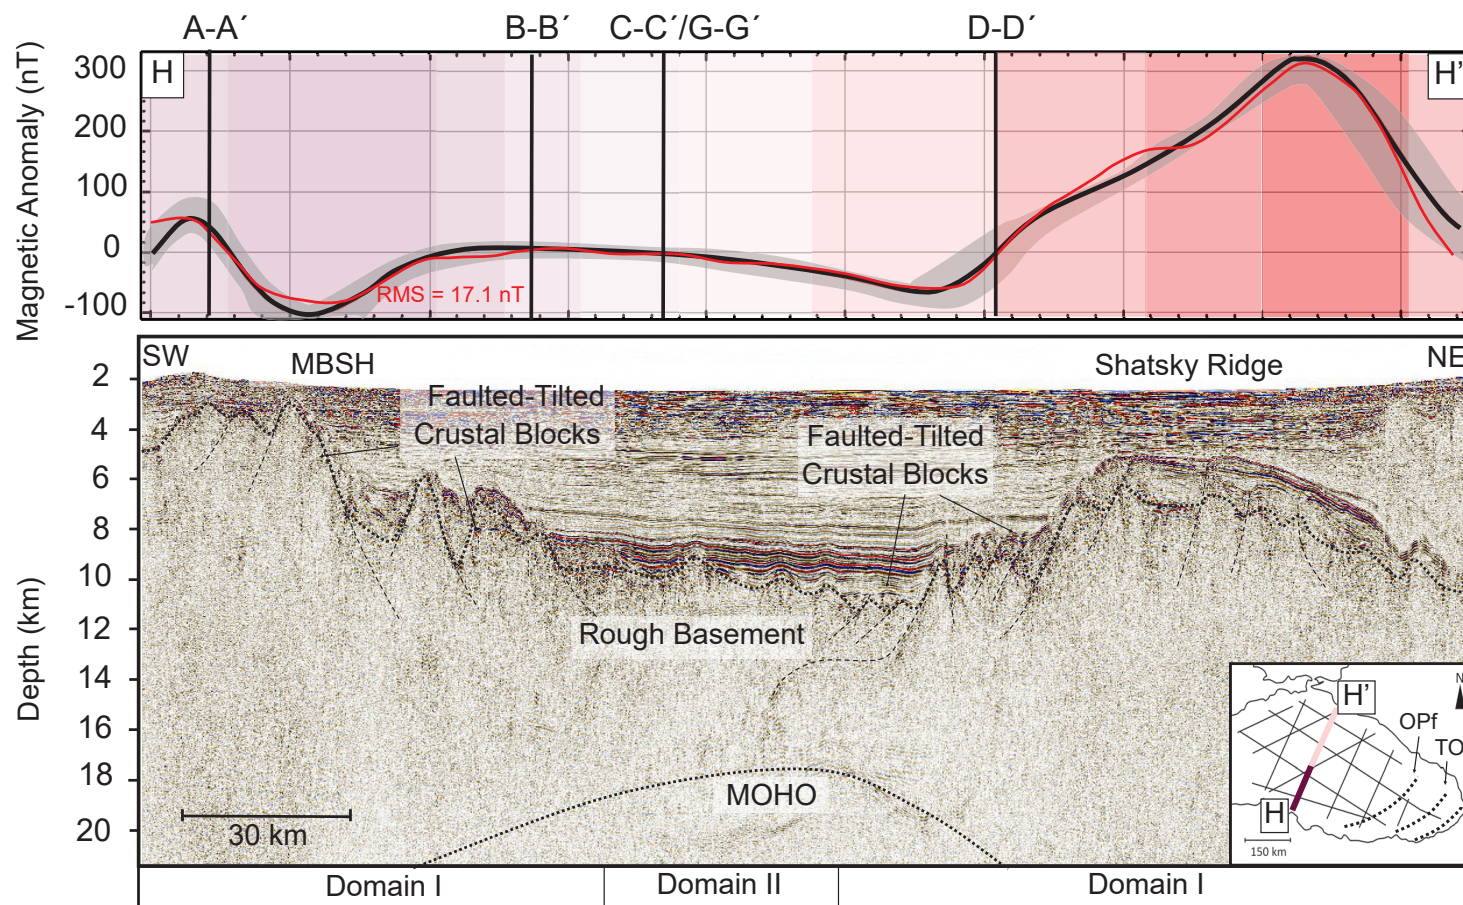 A-A´ B-B´ C-C´/G-G´ D-D´
Magnetic Anomaly (nT)
300
200
100
0
-100
H
H'
RMS = 17.1 nT
SW
MBSH
Shatsky Ridge
NE
Faulted-Tilted
Crustal Blocks
Faulted-Tilted
Crustal Blocks
Rough Basement
MOHO
Depth (km)
2
4
6
8
10
12
14
16
18
20
30 km
N
H'
OPf
TO
H
150 km
Domain I
Domain II
Domain I